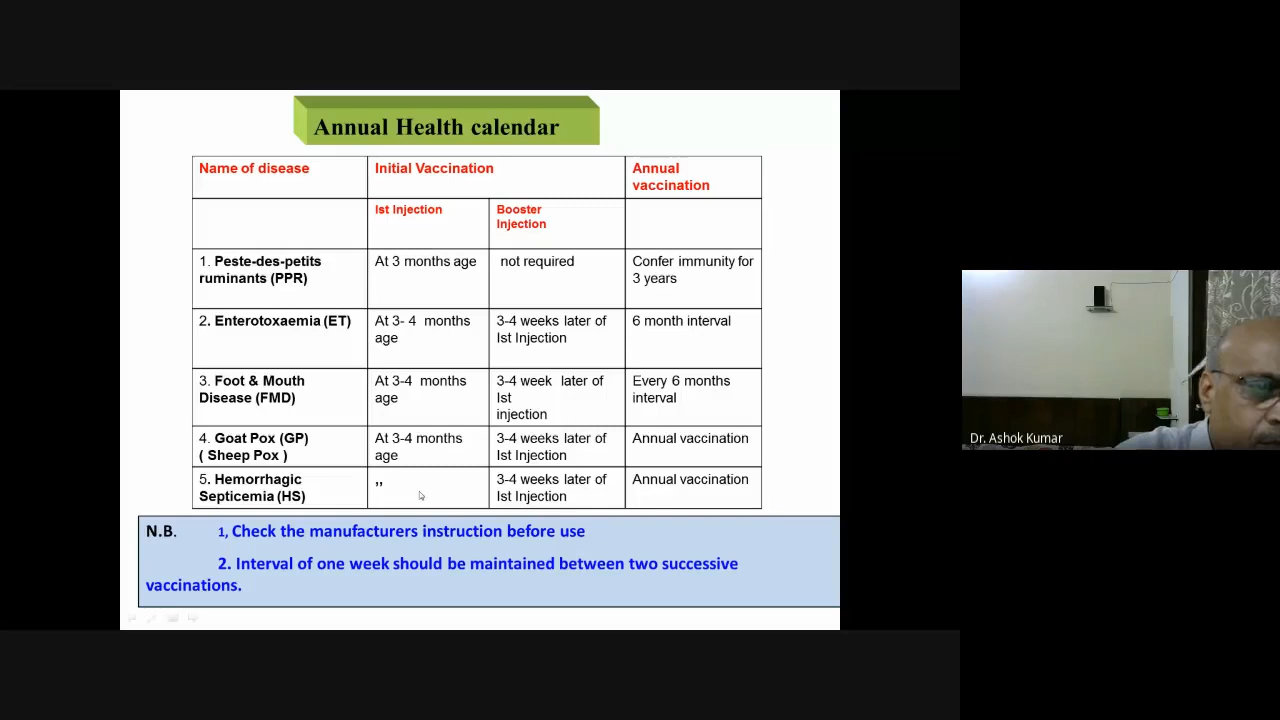 Annual Health calendar
Name of disease
Initial Vaccination
Annual
vaccination
Ist Injection
Booster
Injection
1. Peste-des-petits
ruminants (PPR)
At 3 months age
not required
Confer immunity for
3 years
2. Enterotoxaemia (ET)
At 3- 4 months
age
3-4 weeks later of
Ist Injection
6 month interval
3. Foot & Mouth
Disease (FMD)
At 3-4 months
age
3-4 week later of
Ist
injection
Every 6 months
interval
4. Goat Pox (GP)
( Sheep Pox )
At 3-4 months
age
3-4 weeks later of
Ist Injection
Annual vaccination
5. Hemorrhagic
Septicemia (HS)
,,
3-4 weeks later of
Ist Injection
Annual vaccination
N.B. 1, Check the manufacturers instruction before use
2. Interval of one week should be maintained between two successive
vaccinations.
Dr. Ashok Kumar